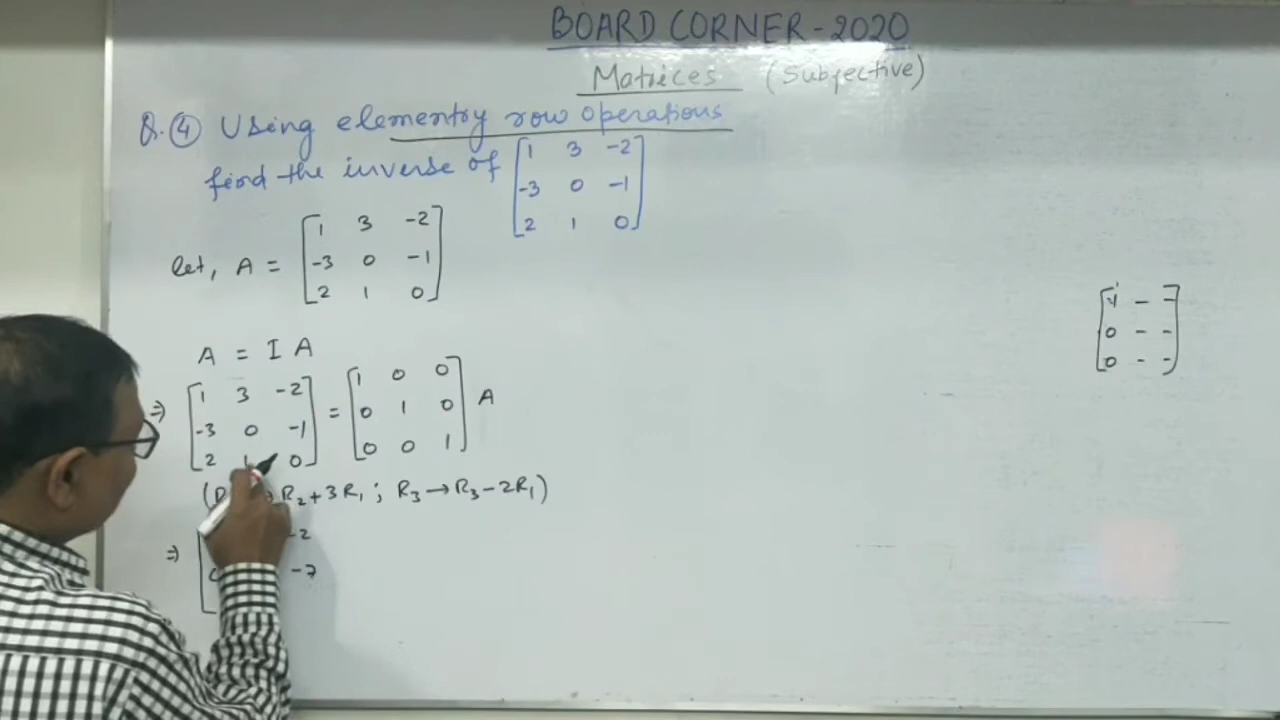 BOARD CORNER - 2020
Matrices (Subjective)
Q. ④ Using elementry row operations
find the inverse of [1 3 -2
-3 0 -1
2 1 0]
let, A = [1 3 -2
-3 0 -1
2 1 0]
A = I A
⇒ [1 3 -2
-3 0 -1
2 1 0] = [1 0 0
0 1 0
0 0 1] A
R₂+3R₁ ; R₃→R₃-2R₁)
⇒ [ -2
-7
[1 - -
0 - -
0 - -]